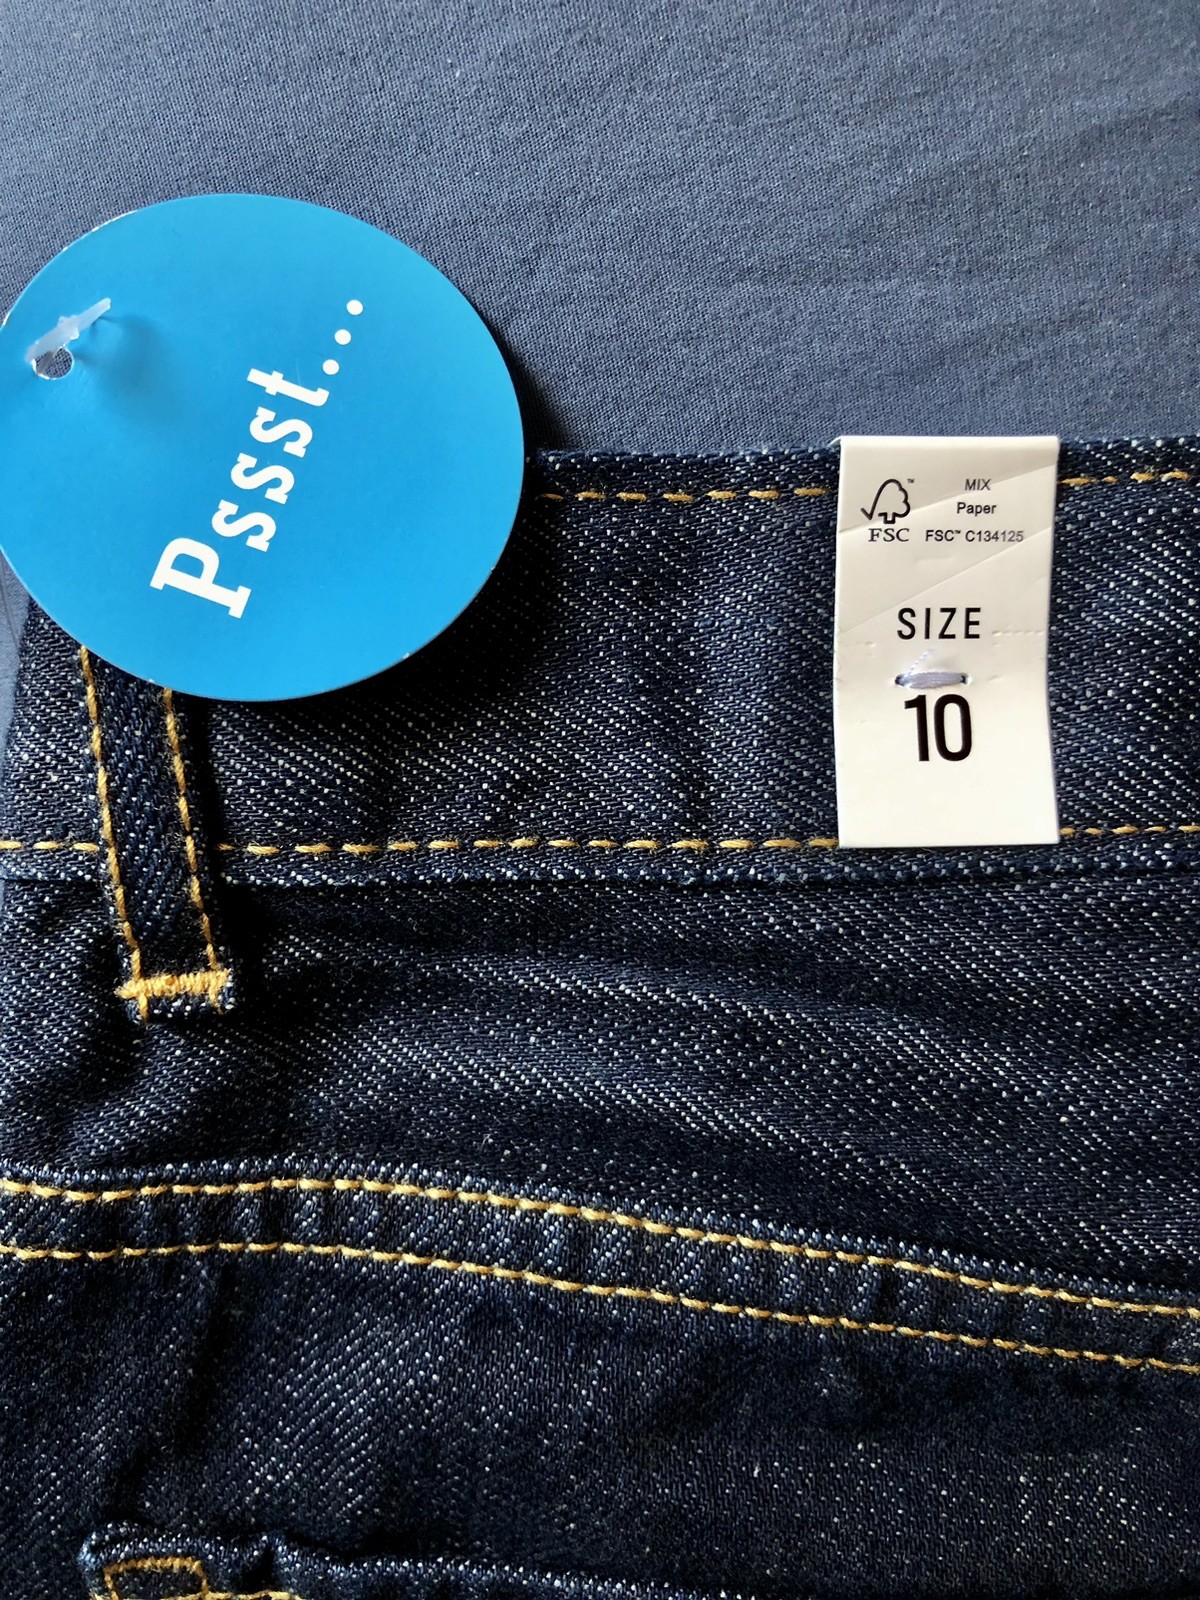 Pssst...
MIX
Paper
FSC™ C134125
FSC
SIZE
10